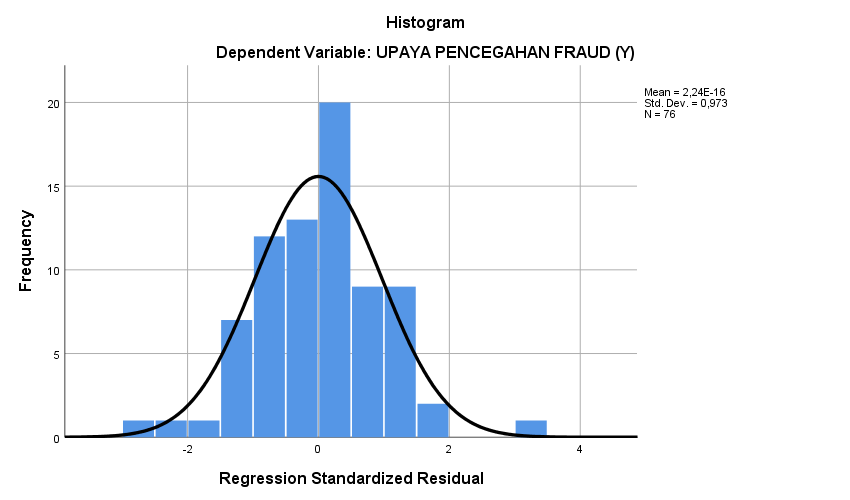 Histogram
Dependent Variable: UPAYA PENCEGAHAN FRAUD (Y)
Mean = 2,24E-16
Std. Dev. = 0,973
N = 76
20
15
10
5
0
Frequency
-2
0
2
4
Regression Standardized Residual